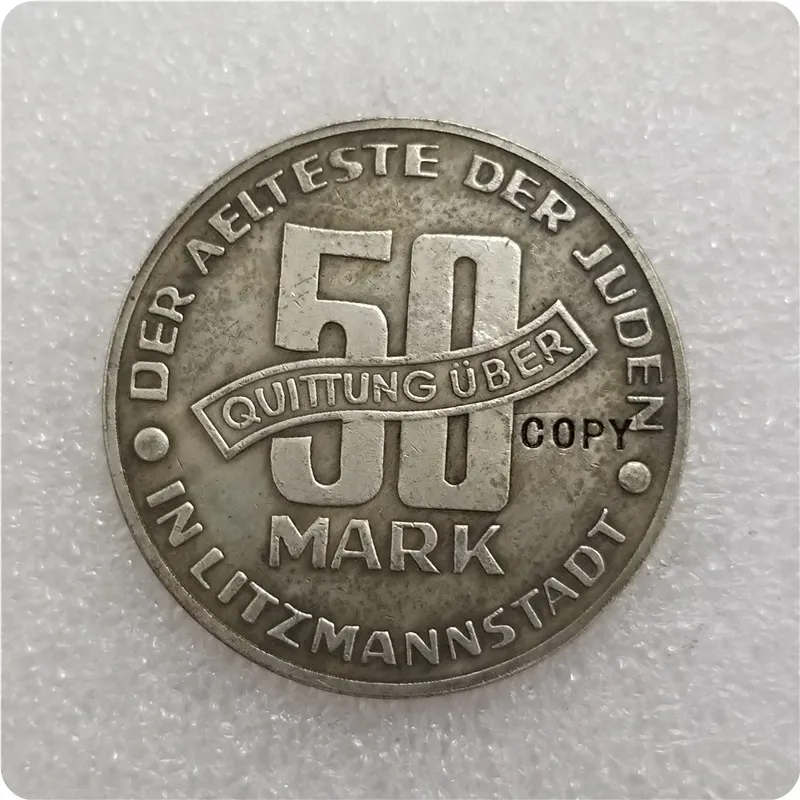 DER AELTESTE DER JUDEN
50
QUITTUNG ÜBER
COPY
MARK
IN LITZMANNSTADT